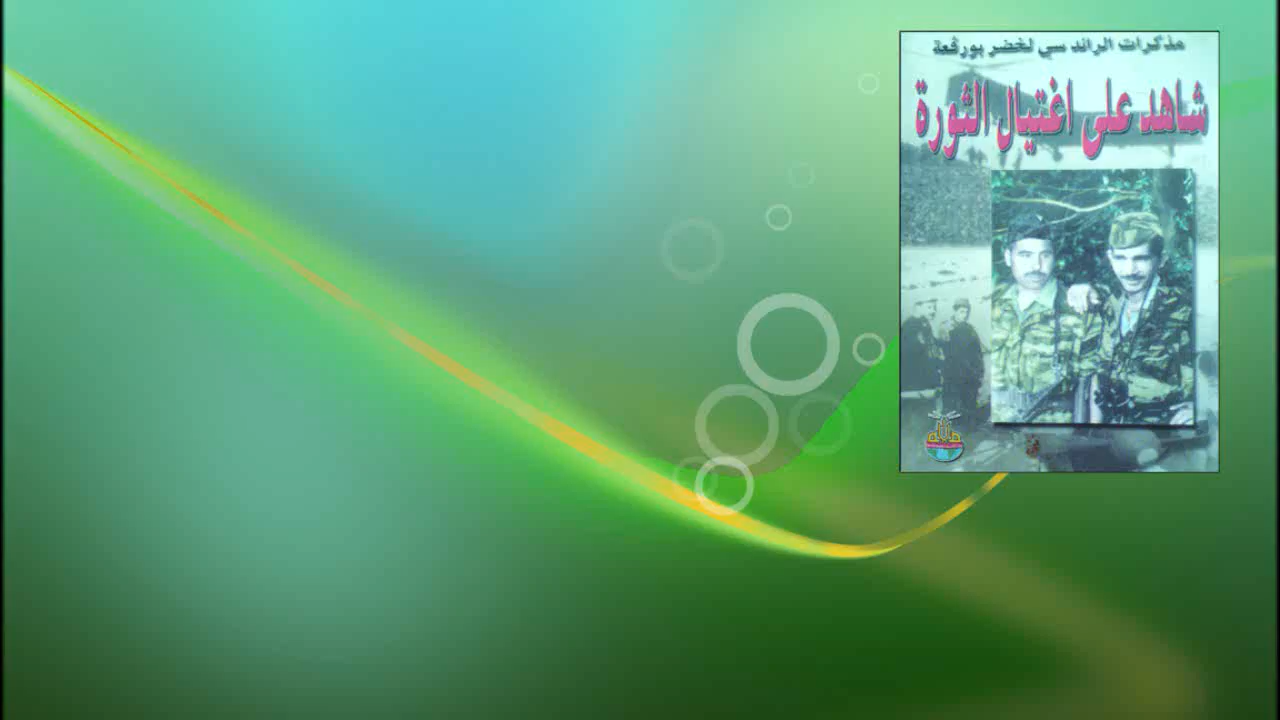 مذكرات الرائد سي لخضر بورقعة
شاهد على اغتيال الثورة